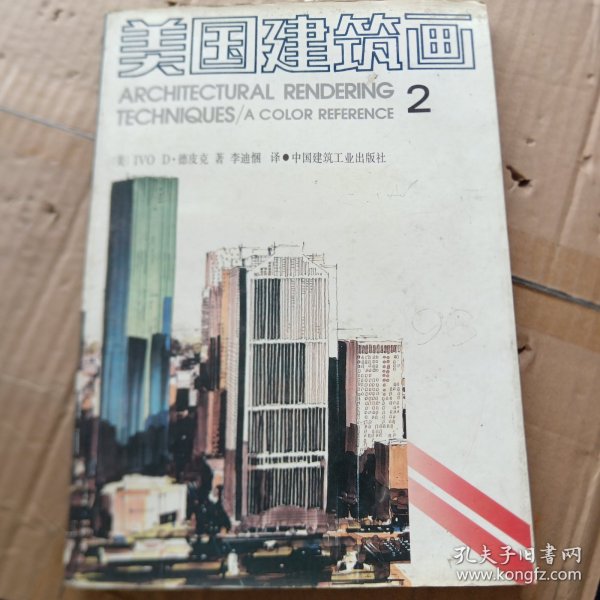 美国建筑画
ARCHITECTURAL RENDERING
TECHNIQUES/A COLOR REFERENCE 2
美] IVO D·德皮克 著 李迪悃 译●中国建筑工业出版社
98
孔夫子旧书网
www.kongfz.com